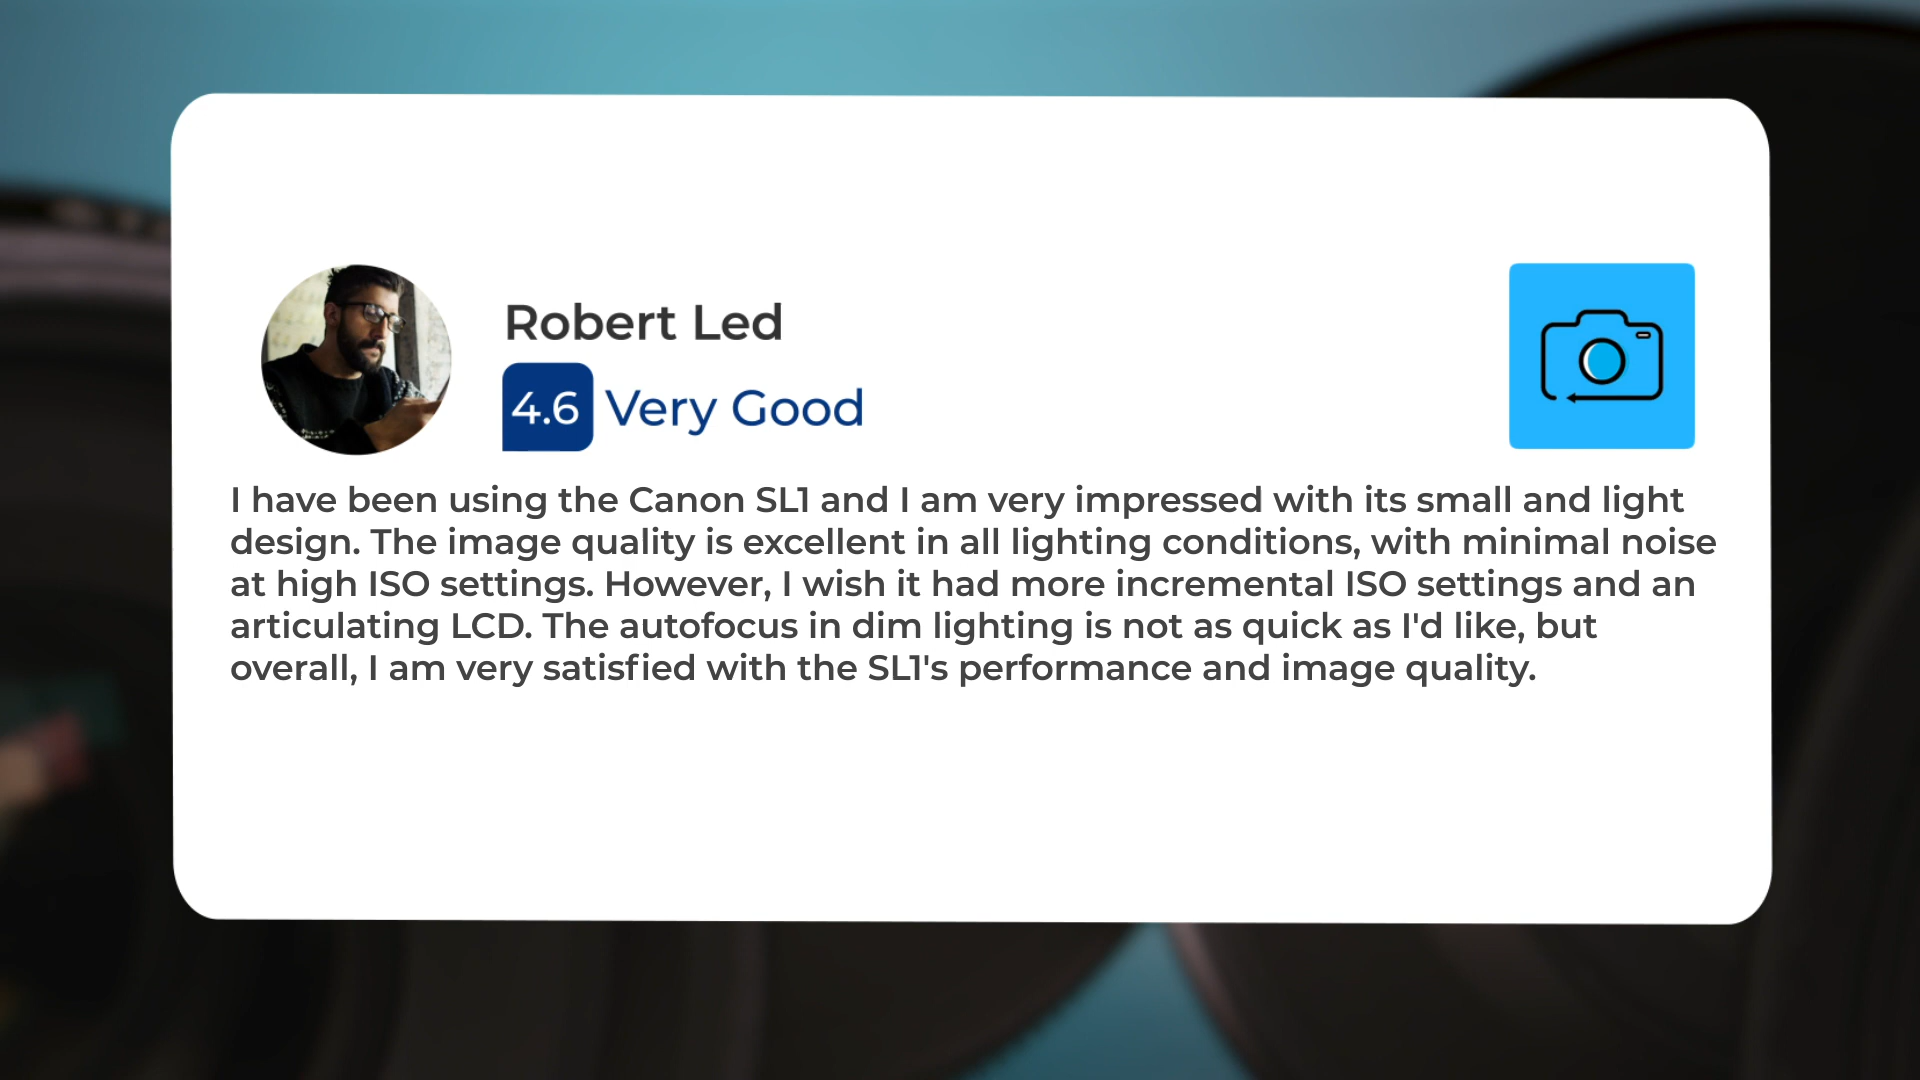 Robert Led
4.6 Very Good
I have been using the Canon SL1 and I am very impressed with its small and light
design. The image quality is excellent in all lighting conditions, with minimal noise
at high ISO settings. However, I wish it had more incremental ISO settings and an
articulating LCD. The autofocus in dim lighting is not as quick as I'd like, but
overall, I am very satisfied with the SL1's performance and image quality.